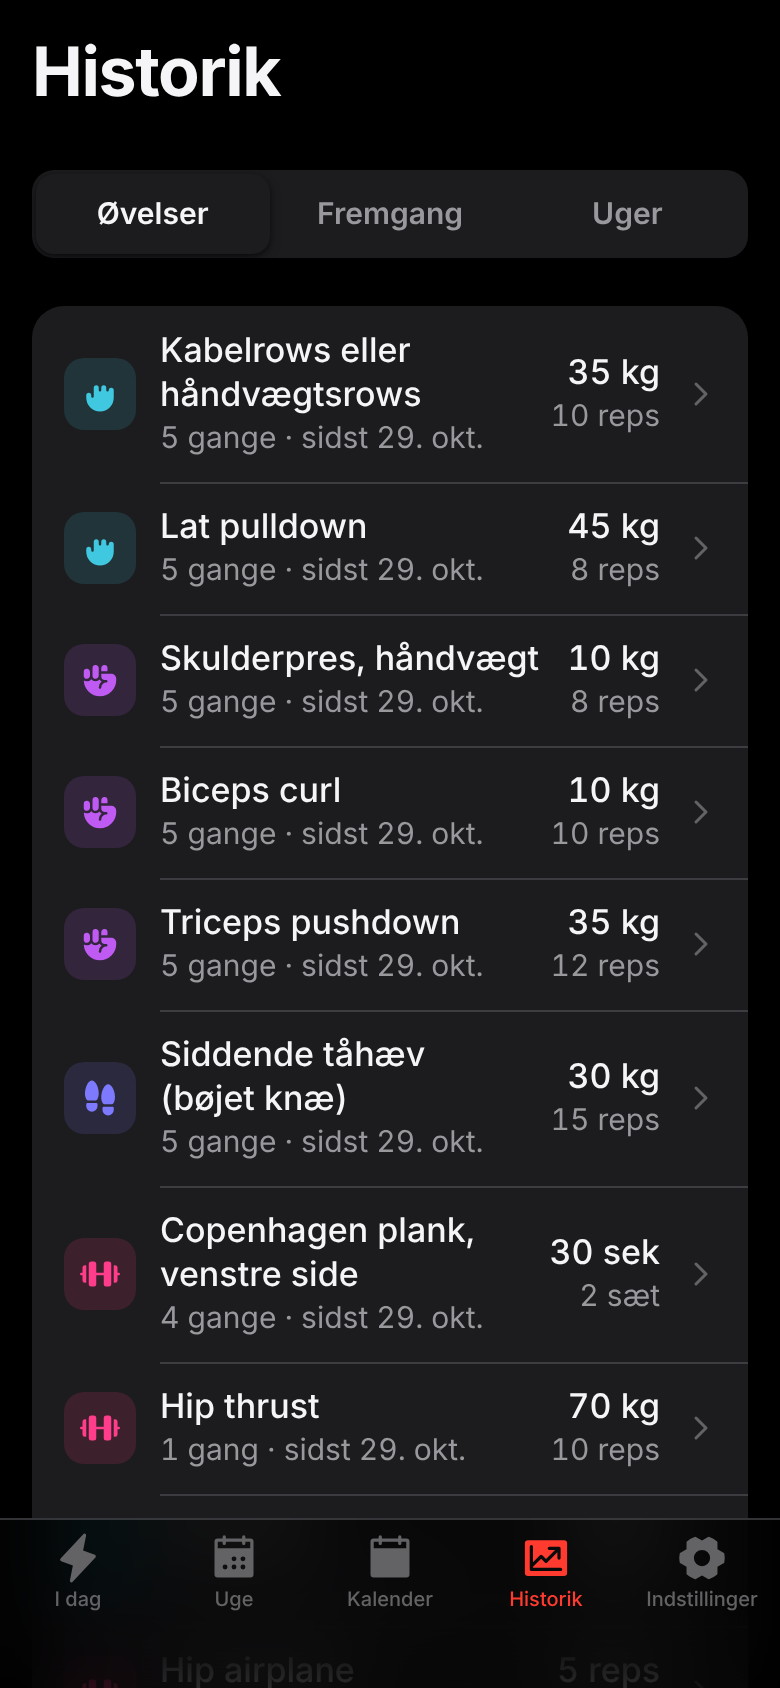 Historik
Øvelser
Fremgang
Uger
Kabelrows eller
håndvægtsrows
5 gange · sidst 29. okt.
35 kg
10 reps
Lat pulldown
5 gange · sidst 29. okt.
45 kg
8 reps
Skulderpres, håndvægt
5 gange · sidst 29. okt.
10 kg
8 reps
Biceps curl
5 gange · sidst 29. okt.
10 kg
10 reps
Triceps pushdown
5 gange · sidst 29. okt.
35 kg
12 reps
Siddende tåhæv
(bøjet knæ)
5 gange · sidst 29. okt.
30 kg
15 reps
Copenhagen plank,
venstre side
4 gange · sidst 29. okt.
30 sek
2 sæt
Hip thrust
1 gang · sidst 29. okt.
70 kg
10 reps
I dag
Uge
Kalender
Historik
Indstillinger
Hip airplane
5 reps